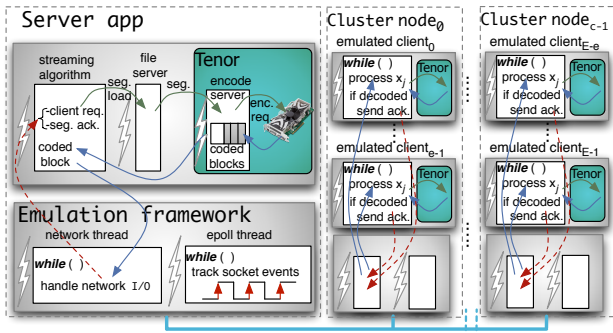 Server app
streaming
algorithm
file
server
Tenor
seg.
load
seg.
encode
server
enc.
req.
client req.
seg. ack.
coded
block
coded
blocks
Emulation framework
network thread
while ( )
handle network I/O
epoll thread
while ( )
track socket events
Cluster node0
emulated client0
while ( )
process xj
if decoded
send ack.
Tenor
emulated cliente-1
while ( )
process xj
if decoded
send ack.
Tenor
Cluster nodec-1
emulated clientE-e
while ( )
process xj
if decoded
send ack.
Tenor
emulated clientE-1
while ( )
process xj
if decoded
send ack.
Tenor